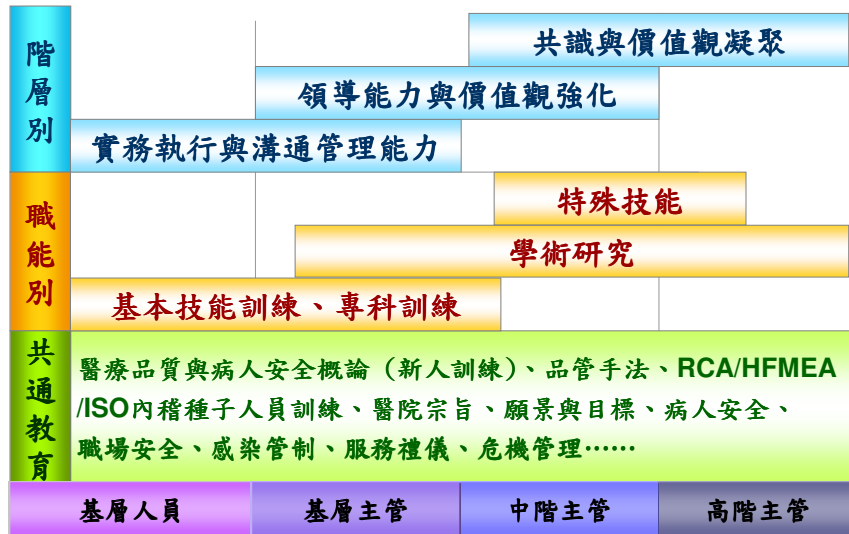 階層別
共識與價值觀凝聚
領導能力與價值觀強化
實務執行與溝通管理能力
職能別
特殊技能
學術研究
基本技能訓練、專科訓練
共通教育
醫療品質與病人安全概論（新人訓練）、品管手法、RCA/HFMEA
/ISO內稽種子人員訓練、醫院宗旨、願景與目標、病人安全、
職場安全、感染管制、服務禮儀、危機管理……
基層人員 基層主管 中階主管 高階主管